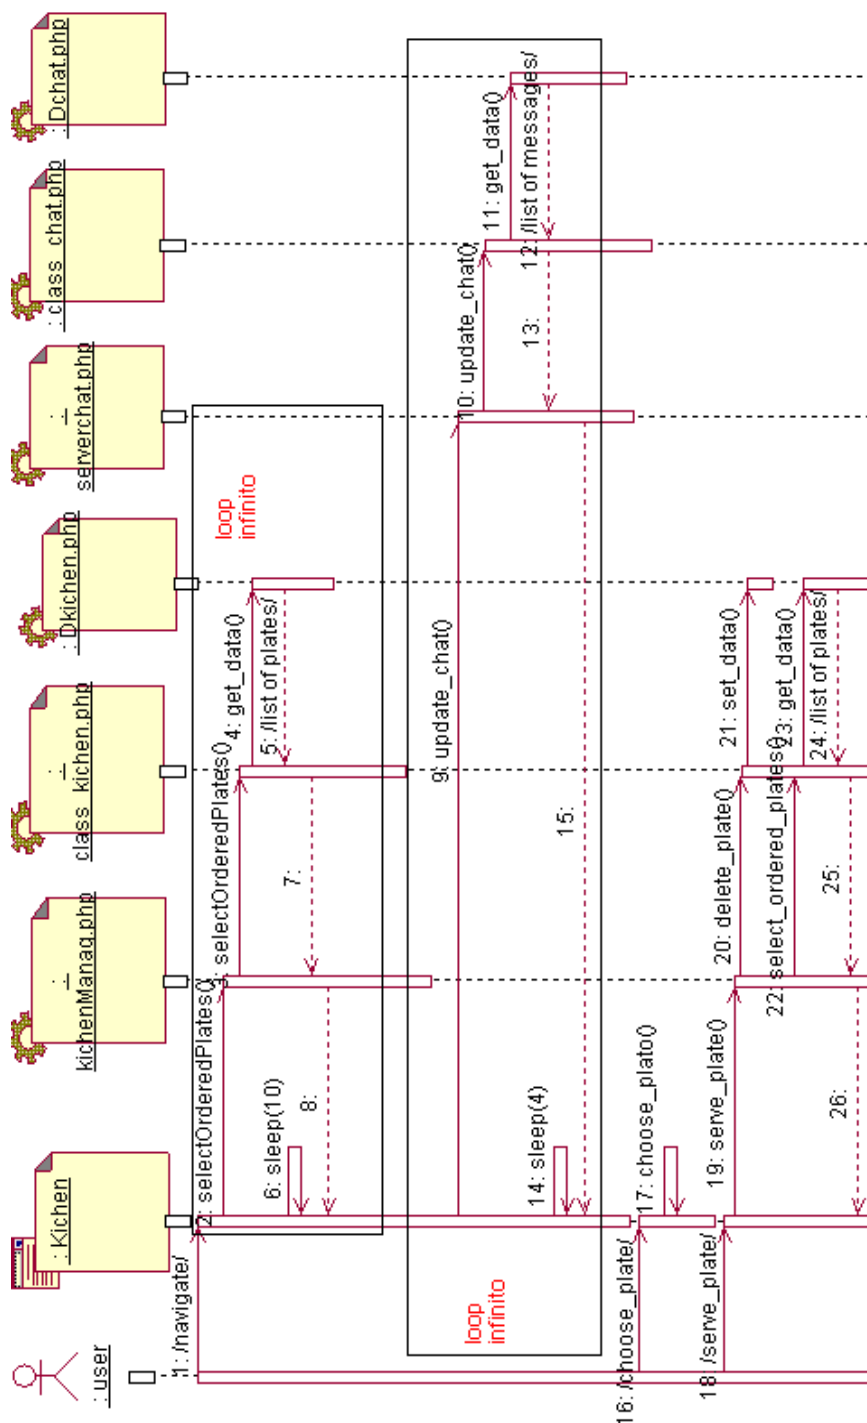 : user
: Kichen
:
kichenManag.php
:
class_kichen.php
: Dkichen.php
:
serverchat.php
: class_chat.php
: Dchat.php
1: /navigate/
2: selectOrderedPlates()
3: selectOrderedPlates()
4: get_data()
5: /list of plates/
6: sleep(10)
7:
8:
loop
infinito
9: update_chat()
10: update_chat()
11: get_data()
12: /list of messages/
13:
14: sleep(4)
15:
loop
infinito
16: /choose_plate/
17: choose_plato()
18: /serve_plate/
19: serve_plate()
20: delete_plate()
21: set_data()
22: select_ordered_plates()
23: get_data()
24: /list of plates/
25:
26: